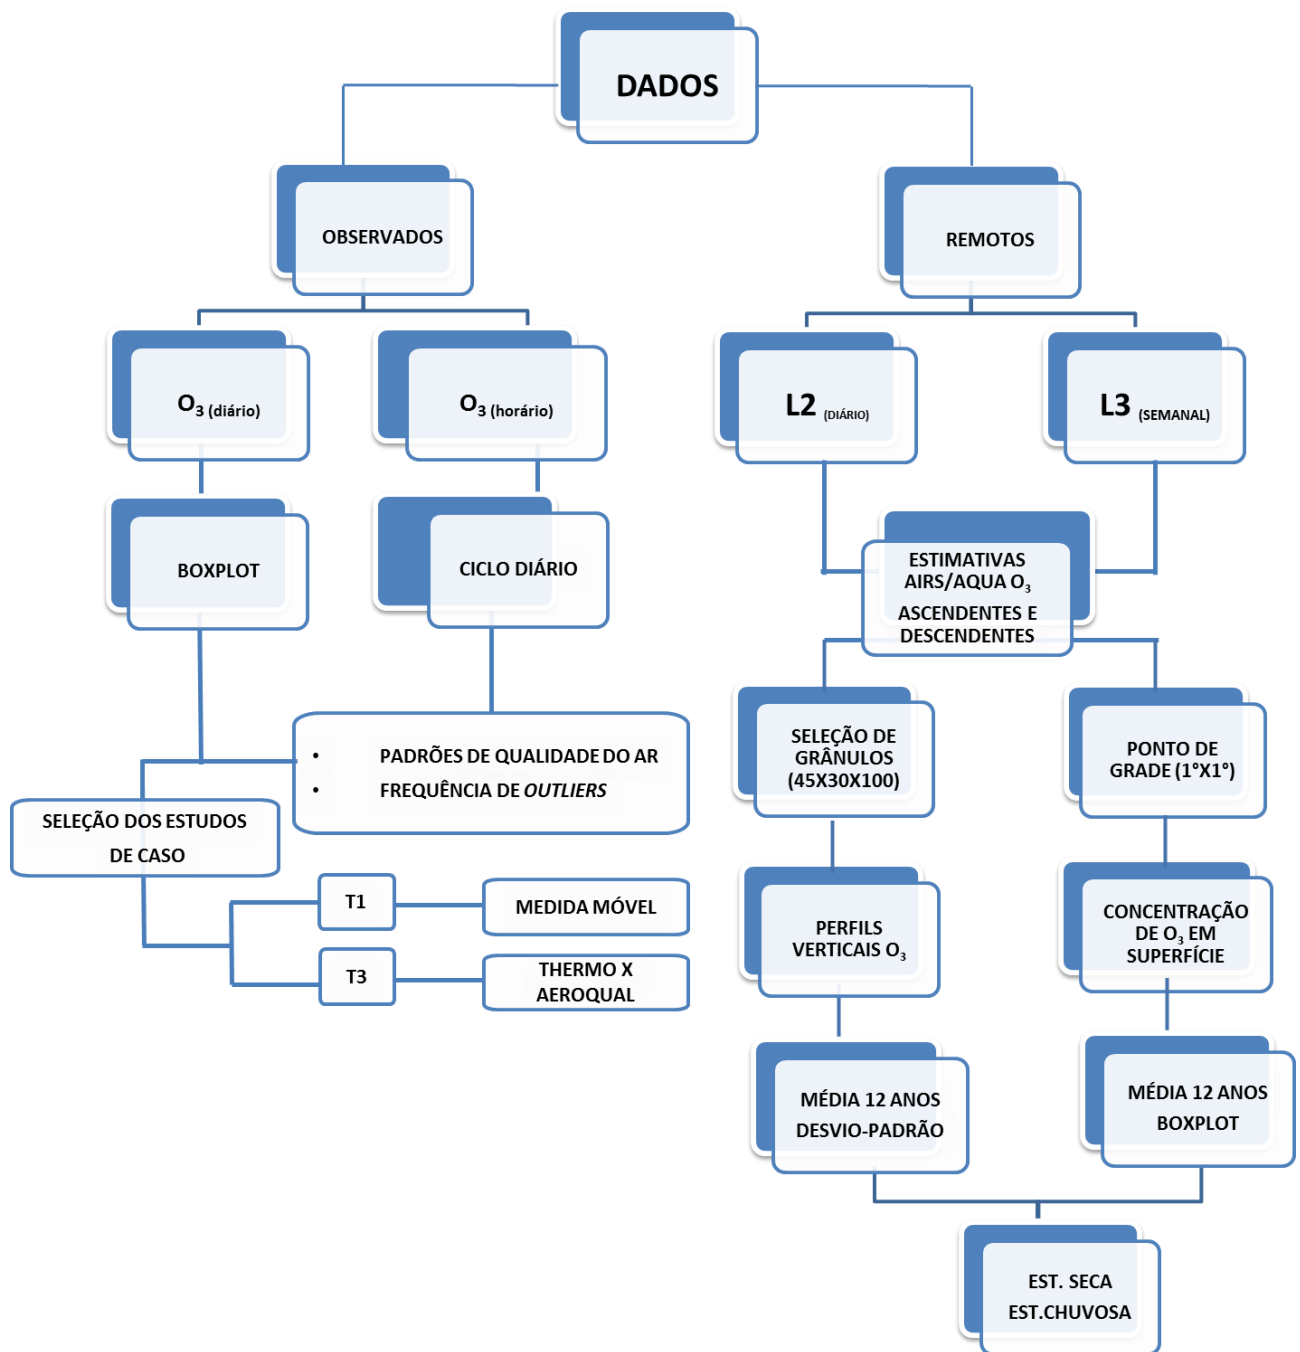 DADOS
OBSERVADOS
REMOTOS
O₃ (diário)
O₃ (horário)
L2 (DIÁRIO)
L3 (SEMANAL)
BOXPLOT
CICLO DIÁRIO
ESTIMATIVAS
AIRS/AQUA O₃
ASCENDENTES E
DESCENDENTES
• PADRÕES DE QUALIDADE DO AR
• FREQUÊNCIA DE OUTLIERS
SELEÇÃO DOS ESTUDOS
DE CASO
T1
MEDIDA MÓVEL
T3
THERMO X
AEROQUAL
SELEÇÃO DE
GRÂNULOS
(45X30X100)
PONTO DE
GRADE (1°X1°)
PERFILS
VERTICAIS O₃
CONCENTRAÇÃO
DE O₃ EM
SUPERFÍCIE
MÉDIA 12 ANOS
DESVIO-PADRÃO
MÉDIA 12 ANOS
BOXPLOT
EST. SECA
EST.CHUVOSA